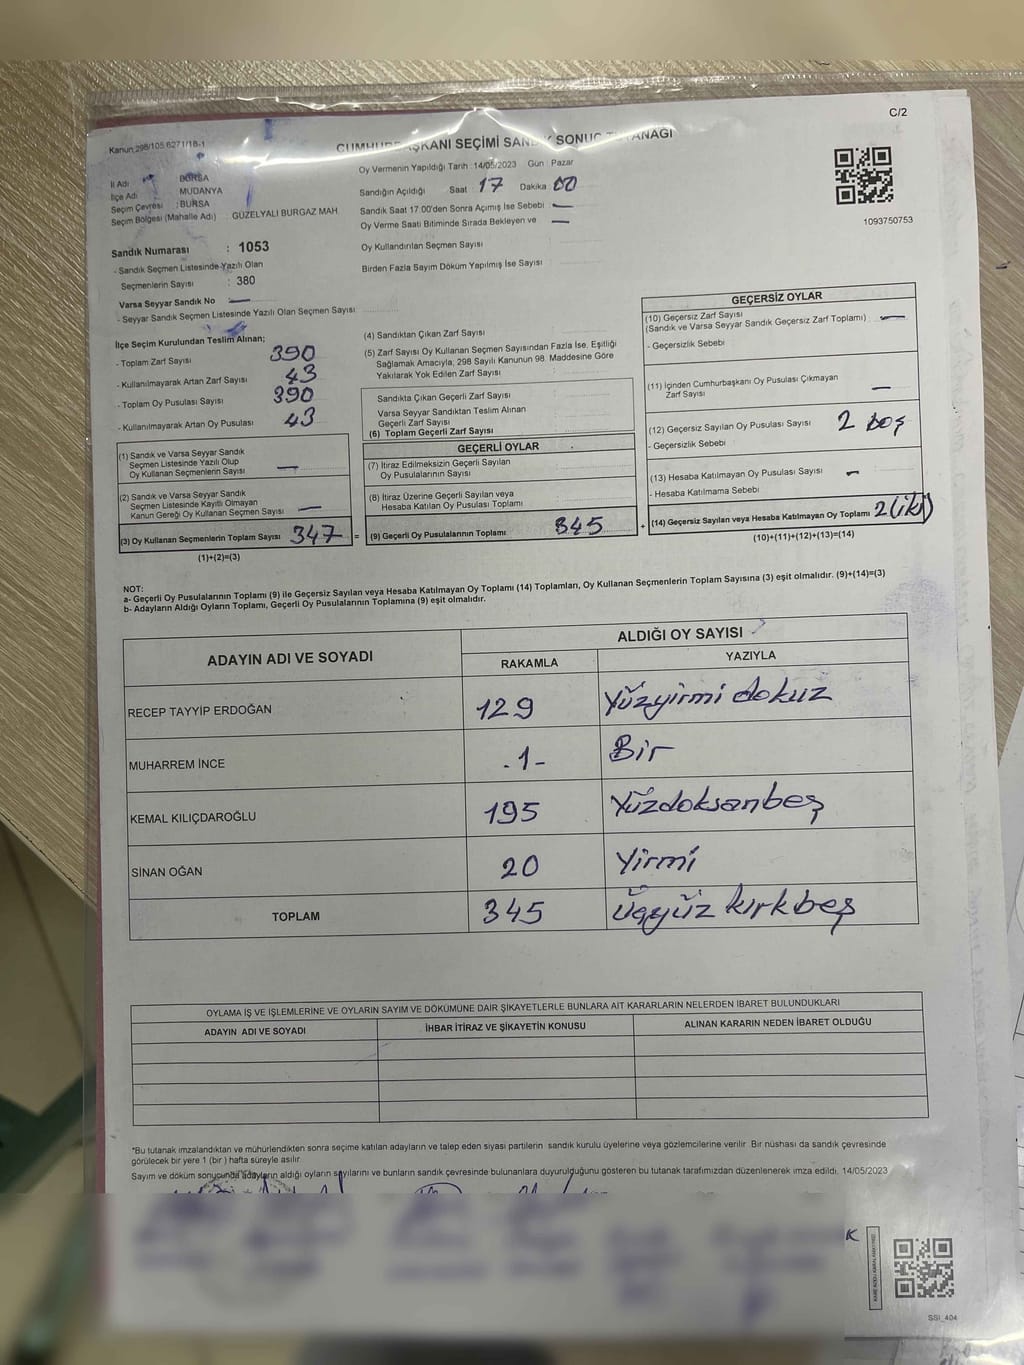 C/2
Kanun 298/105 6271/18-1
CUMHURBAŞKANI SEÇİMİ SANDIK SONUÇ TUTANAĞI
Oy Vermenin Yapıldığı Tarih :14/05/2023 Gün Pazar
İl Adı BURSA
İlçe Adı MUDANYA
Seçim Çevresi : BURSA
Seçim Bölgesi (Mahalle Adı) : GÜZELYALI BURGAZ MAH
Sandığın Açıldığı Saat 17 Dakika 00
Sandık Saat 17.00'den Sonra Açımış İse Sebebi : —
Oy Verme Saati Bitiminde Sırada Bekleyen ve —
Oy Kullandırılan Seçmen Sayısı
Birden Fazla Sayım Döküm Yapılmış İse Sayısı
1093750753
Sandık Numarası : 1053
- Sandık Seçmen Listesinde Yazılı Olan
Seçmenlerin Sayısı : 380
Varsa Seyyar Sandık No —
- Seyyar Sandık Seçmen Listesinde Yazılı Olan Seçmen Sayısı
İlçe Seçim Kurulundan Teslim Alınan;
- Toplam Zarf Sayısı 390
- Kullanılmayarak Artan Zarf Sayısı 43
- Toplam Oy Pusulası Sayısı 390
- Kullanılmayarak Artan Oy Pusulası 43
(1) Sandık ve Varsa Seyyar Sandık
Seçmen Listesinde Yazılı Olup
Oy Kullanan Seçmenlerin Sayısı —
(2) Sandık ve Varsa Seyyar Sandık
Seçmen Listesinde Kayıtlı Olmayan
Kanun Gereği Oy Kullanan Seçmen Sayısı —
(3) Oy Kullanan Seçmenlerin Toplam Sayısı 347 =
(1)+(2)=(3)
(4) Sandıktan Çıkan Zarf Sayısı
(5) Zarf Sayısı Oy Kullanan Seçmen Sayısından Fazla İse, Eşitliği
Sağlamak Amacıyla; 298 Sayılı Kanunun 98. Maddesine Göre
Yakılarak Yok Edilen Zarf Sayısı
Sandıkta Çıkan Geçerli Zarf Sayısı
Varsa Seyyar Sandıktan Teslim Alınan
Geçerli Zarf Sayısı
(6) Toplam Geçerli Zarf Sayısı
GEÇERLİ OYLAR
(7) İtiraz Edilmeksizin Geçerli Sayılan
Oy Pusulalarının Sayısı
(8) İtiraz Üzerine Geçerli Sayılan veya
Hesaba Katılan Oy Pusulası Toplamı
(9) Geçerli Oy Pusulalarının Toplamı 345 +
GEÇERSİZ OYLAR
(10) Geçersiz Zarf Sayısı
(Sandık ve Varsa Seyyar Sandık Geçersiz Zarf Toplamı) —
- Geçersizlik Sebebi
(11) İçinden Cumhurbaşkanı Oy Pusulası Çıkmayan
Zarf Sayısı —
(12) Geçersiz Sayılan Oy Pusulası Sayısı 2 boş
- Geçersizlik Sebebi
(13) Hesaba Katılmayan Oy Pusulası Sayısı —
- Hesaba Katılmama Sebebi
(14) Geçersiz Sayılan veya Hesaba Katılmayan Oy Toplamı 2 (iki)
(10)+(11)+(12)+(13)=(14)
NOT:
a- Geçerli Oy Pusulalarının Toplamı (9) ile Geçersiz Sayılan veya Hesaba Katılmayan Oy Toplamı (14) Toplamları, Oy Kullanan Seçmenlerin Toplam Sayısına (3) eşit olmalıdır. (9)+(14)=(3)
b- Adayların Aldığı Oyların Toplamı, Geçerli Oy Pusulalarının Toplamına (9) eşit olmalıdır.
ADAYIN ADI VE SOYADI
ALDIĞI OY SAYISI
RAKAMLA YAZIYLA
RECEP TAYYİP ERDOĞAN 129 Yüzyirmi dokuz
MUHARREM İNCE -1- Bir
KEMAL KILIÇDAROĞLU 195 Yüzdoksanbeş
SİNAN OĞAN 20 Yirmi
TOPLAM 345 Üçyüz kırkbeş
OYLAMA İŞ VE İŞLEMLERİNE VE OYLARIN SAYIM VE DÖKÜMÜNE DAİR ŞİKAYETLERLE BUNLARA AİT KARARLARIN NELERDEN İBARET BULUNDUKLARI
ADAYIN ADI VE SOYADI İHBAR İTİRAZ VE ŞİKAYETİN KONUSU ALINAN KARARIN NEDEN İBARET OLDUĞU
*Bu tutanak imzalandıktan ve mühürlendikten sonra seçime katılan adayların ve talep eden siyasi partilerin sandık kurulu üyelerine veya gözlemcilerine verilir. Bir nüshası da sandık çevresinde
görülecek bir yere 1 (bir ) hafta süreyle asılır.
Sayım ve döküm sonucunda adayların aldığı oyların sayılarını ve bunların sandık çevresinde bulunanlara duyurulduğunu gösteren bu tutanak tarafımızdan düzenlenerek imza edildi. 14/05/2023
K
SSI_404